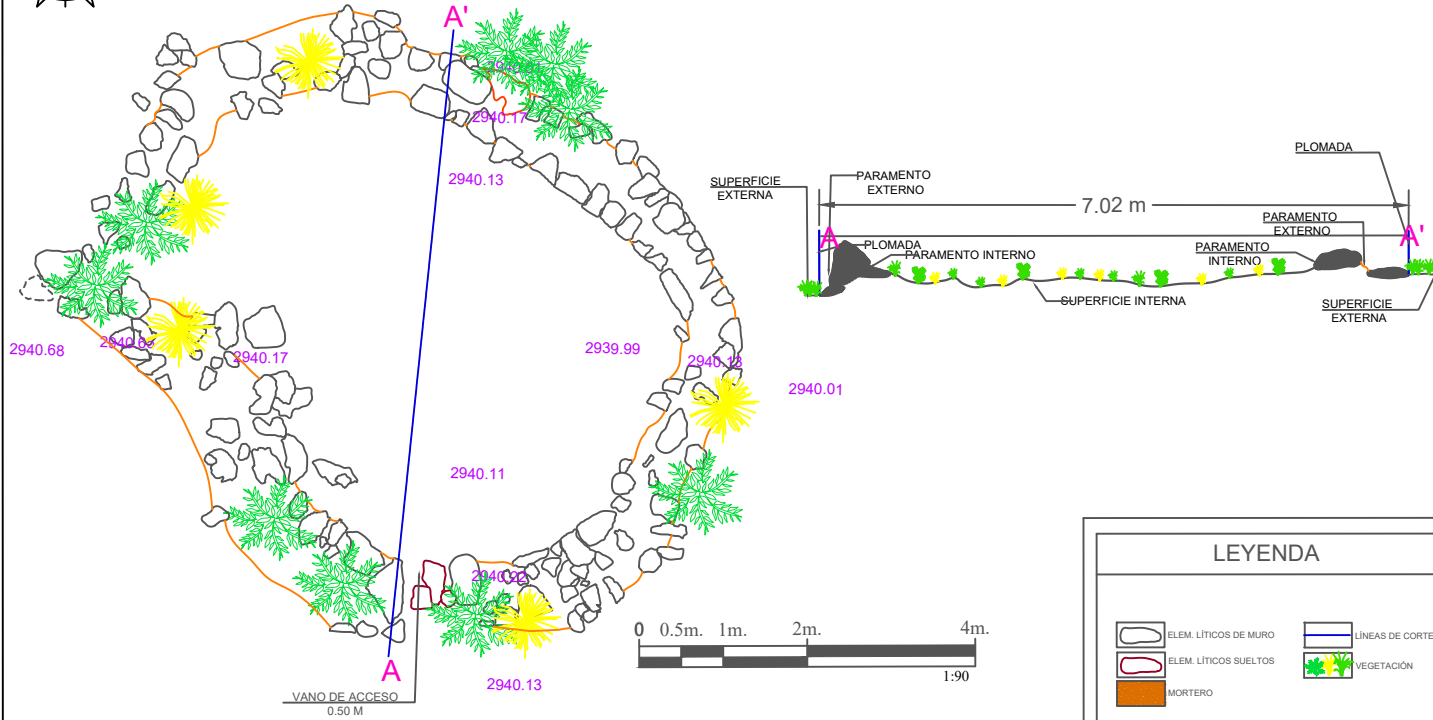 A'
2940.17
2940.13
2940.68
2940.17
2939.99
2940.13
2940.01
2940.11
2940.22
2940.13
A
VANO DE ACCESO
0.50 M
0 0.5m. 1m. 2m. 4m.
1:90
PLOMADA
SUPERFICIE
EXTERNA
PARAMENTO
EXTERNO
7.02 m
PARAMENTO
EXTERNO
A
A'
PLOMADA
PARAMENTO INTERNO
PARAMENTO
INTERNO
SUPERFICIE INTERNA
SUPERFICIE
EXTERNA
LEYENDA
ELEM. LÍTICOS DE MURO
LÍNEAS DE CORTE
ELEM. LÍTICOS SUELTOS
VEGETACIÓN
MORTERO